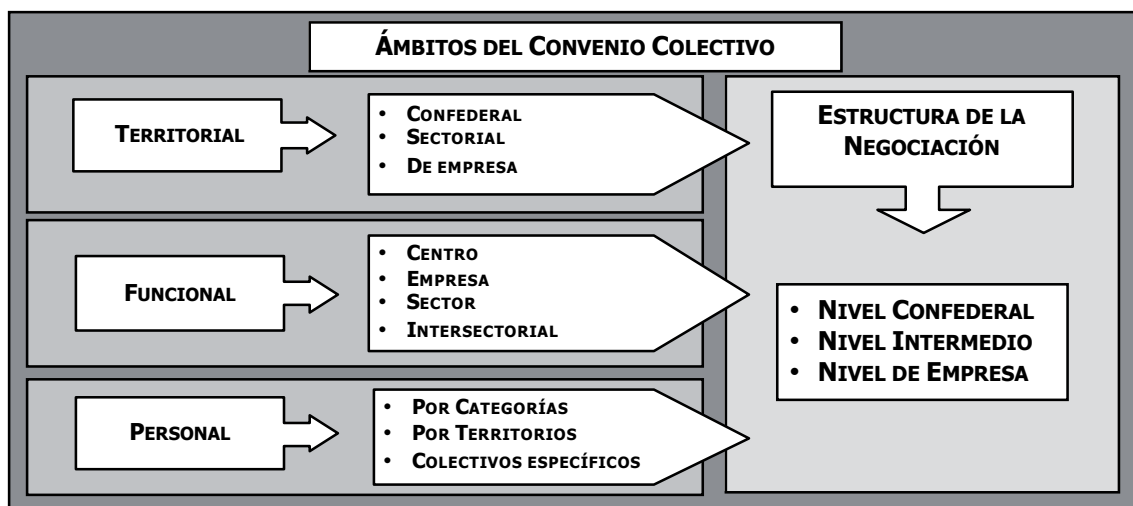 ÁMBITOS DEL CONVENIO COLECTIVO
TERRITORIAL
• CONFEDERAL
• SECTORIAL
• DE EMPRESA
FUNCIONAL
• CENTRO
• EMPRESA
• SECTOR
• INTERSECTORIAL
PERSONAL
• POR CATEGORÍAS
• POR TERRITORIOS
• COLECTIVOS ESPECÍFICOS
ESTRUCTURA DE LA
NEGOCIACIÓN
• NIVEL CONFEDERAL
• NIVEL INTERMEDIO
• NIVEL DE EMPRESA